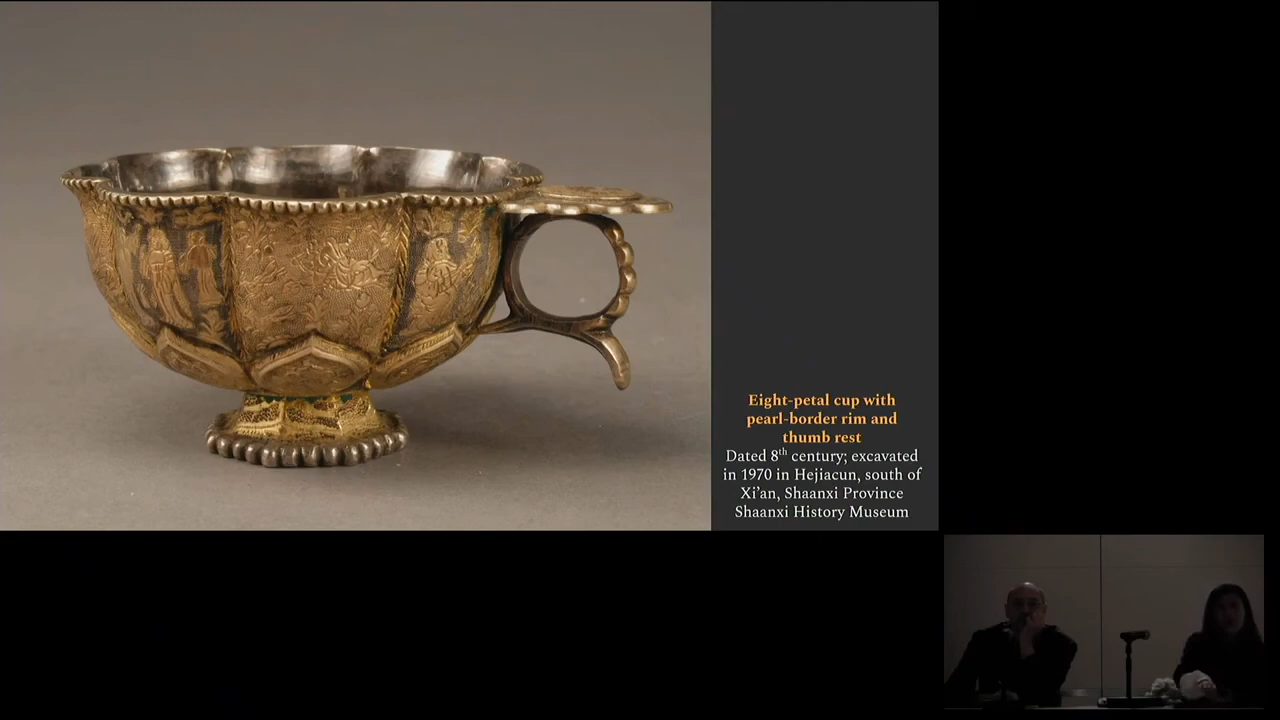 Eight-petal cup with
pearl-border rim and
thumb rest
Dated 8th century; excavated
in 1970 in Hejiacun, south of
Xi'an, Shaanxi Province
Shaanxi History Museum